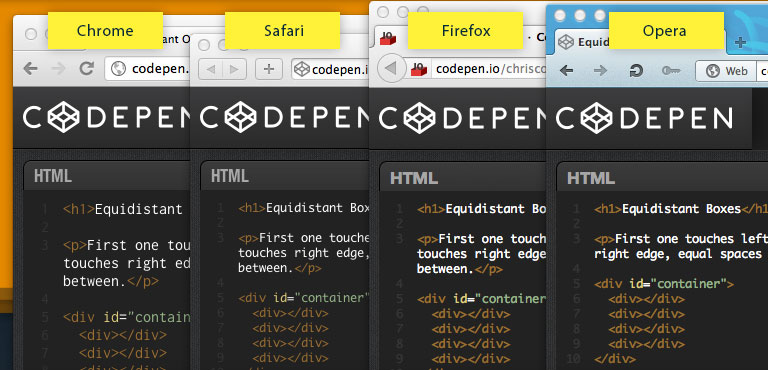 Chrome
distant O
codepen.
CODEPEN
HTML
1 <h1>Equidistant
2
3 <p>First one tou
touches right ed
between.</p>
4
5 <div id="contain
6 <div></div>
7 <div></div>
8 <div></div>
Safari
codepen.i
CODEPEN
HTML
1 <h1>Equidistant Box
2
3 <p>First one touche
touches right edge,
between.</p>
4
5 <div id="container"
6 <div></div>
7 <div></div>
8 <div></div>
9 <div></div>
Firefox
· Co
codepen.io/chrisco
CODEPEN
HTML
1 <h1>Equidistant Bo
2
3 <p>First one touch
touches right edge
between.</p>
4
5 <div id="container
6 <div></div>
7 <div></div>
8 <div></div>
9 <div></div>
10 </div>
Opera
Equidi
Web
CODEPEN
HTML
1 <h1>Equidistant Boxes</h
2
3 <p>First one touches left
right edge, equal spaces
4
5 <div id="container">
6 <div></div>
7 <div></div>
8 <div></div>
9 <div></div>
10 </div>